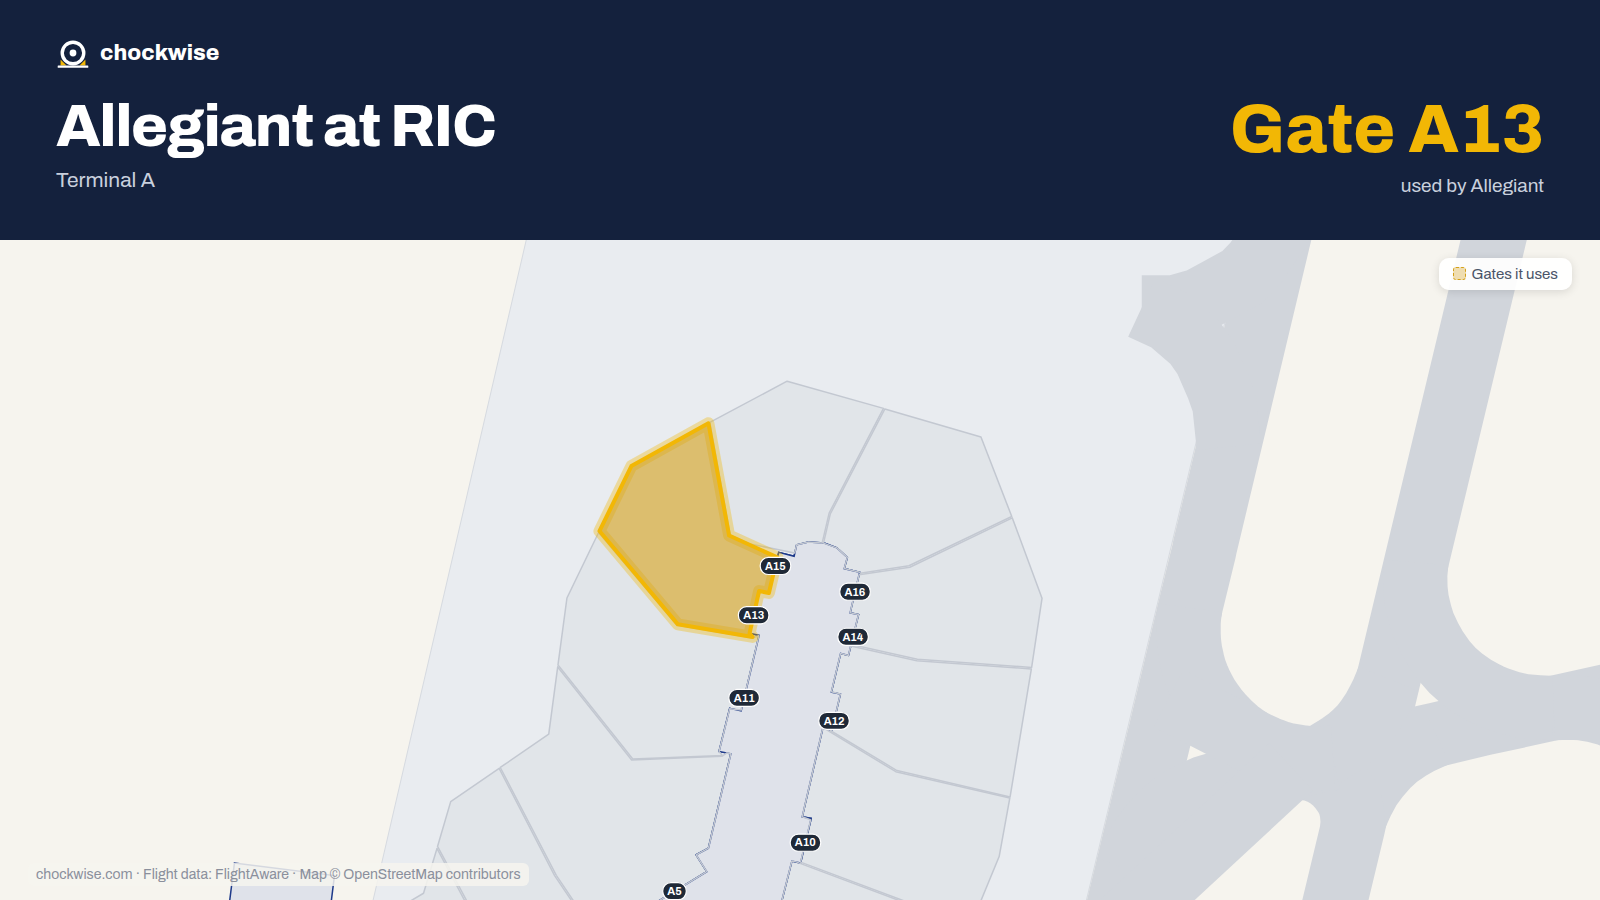 chockwise
Allegiant at RIC
Terminal A
Gate A13
used by Allegiant
Gates it uses
A15
A16
A13
A14
A11
A12
A10
A5
chockwise.com · Flight data: FlightAware · Map © OpenStreetMap contributors